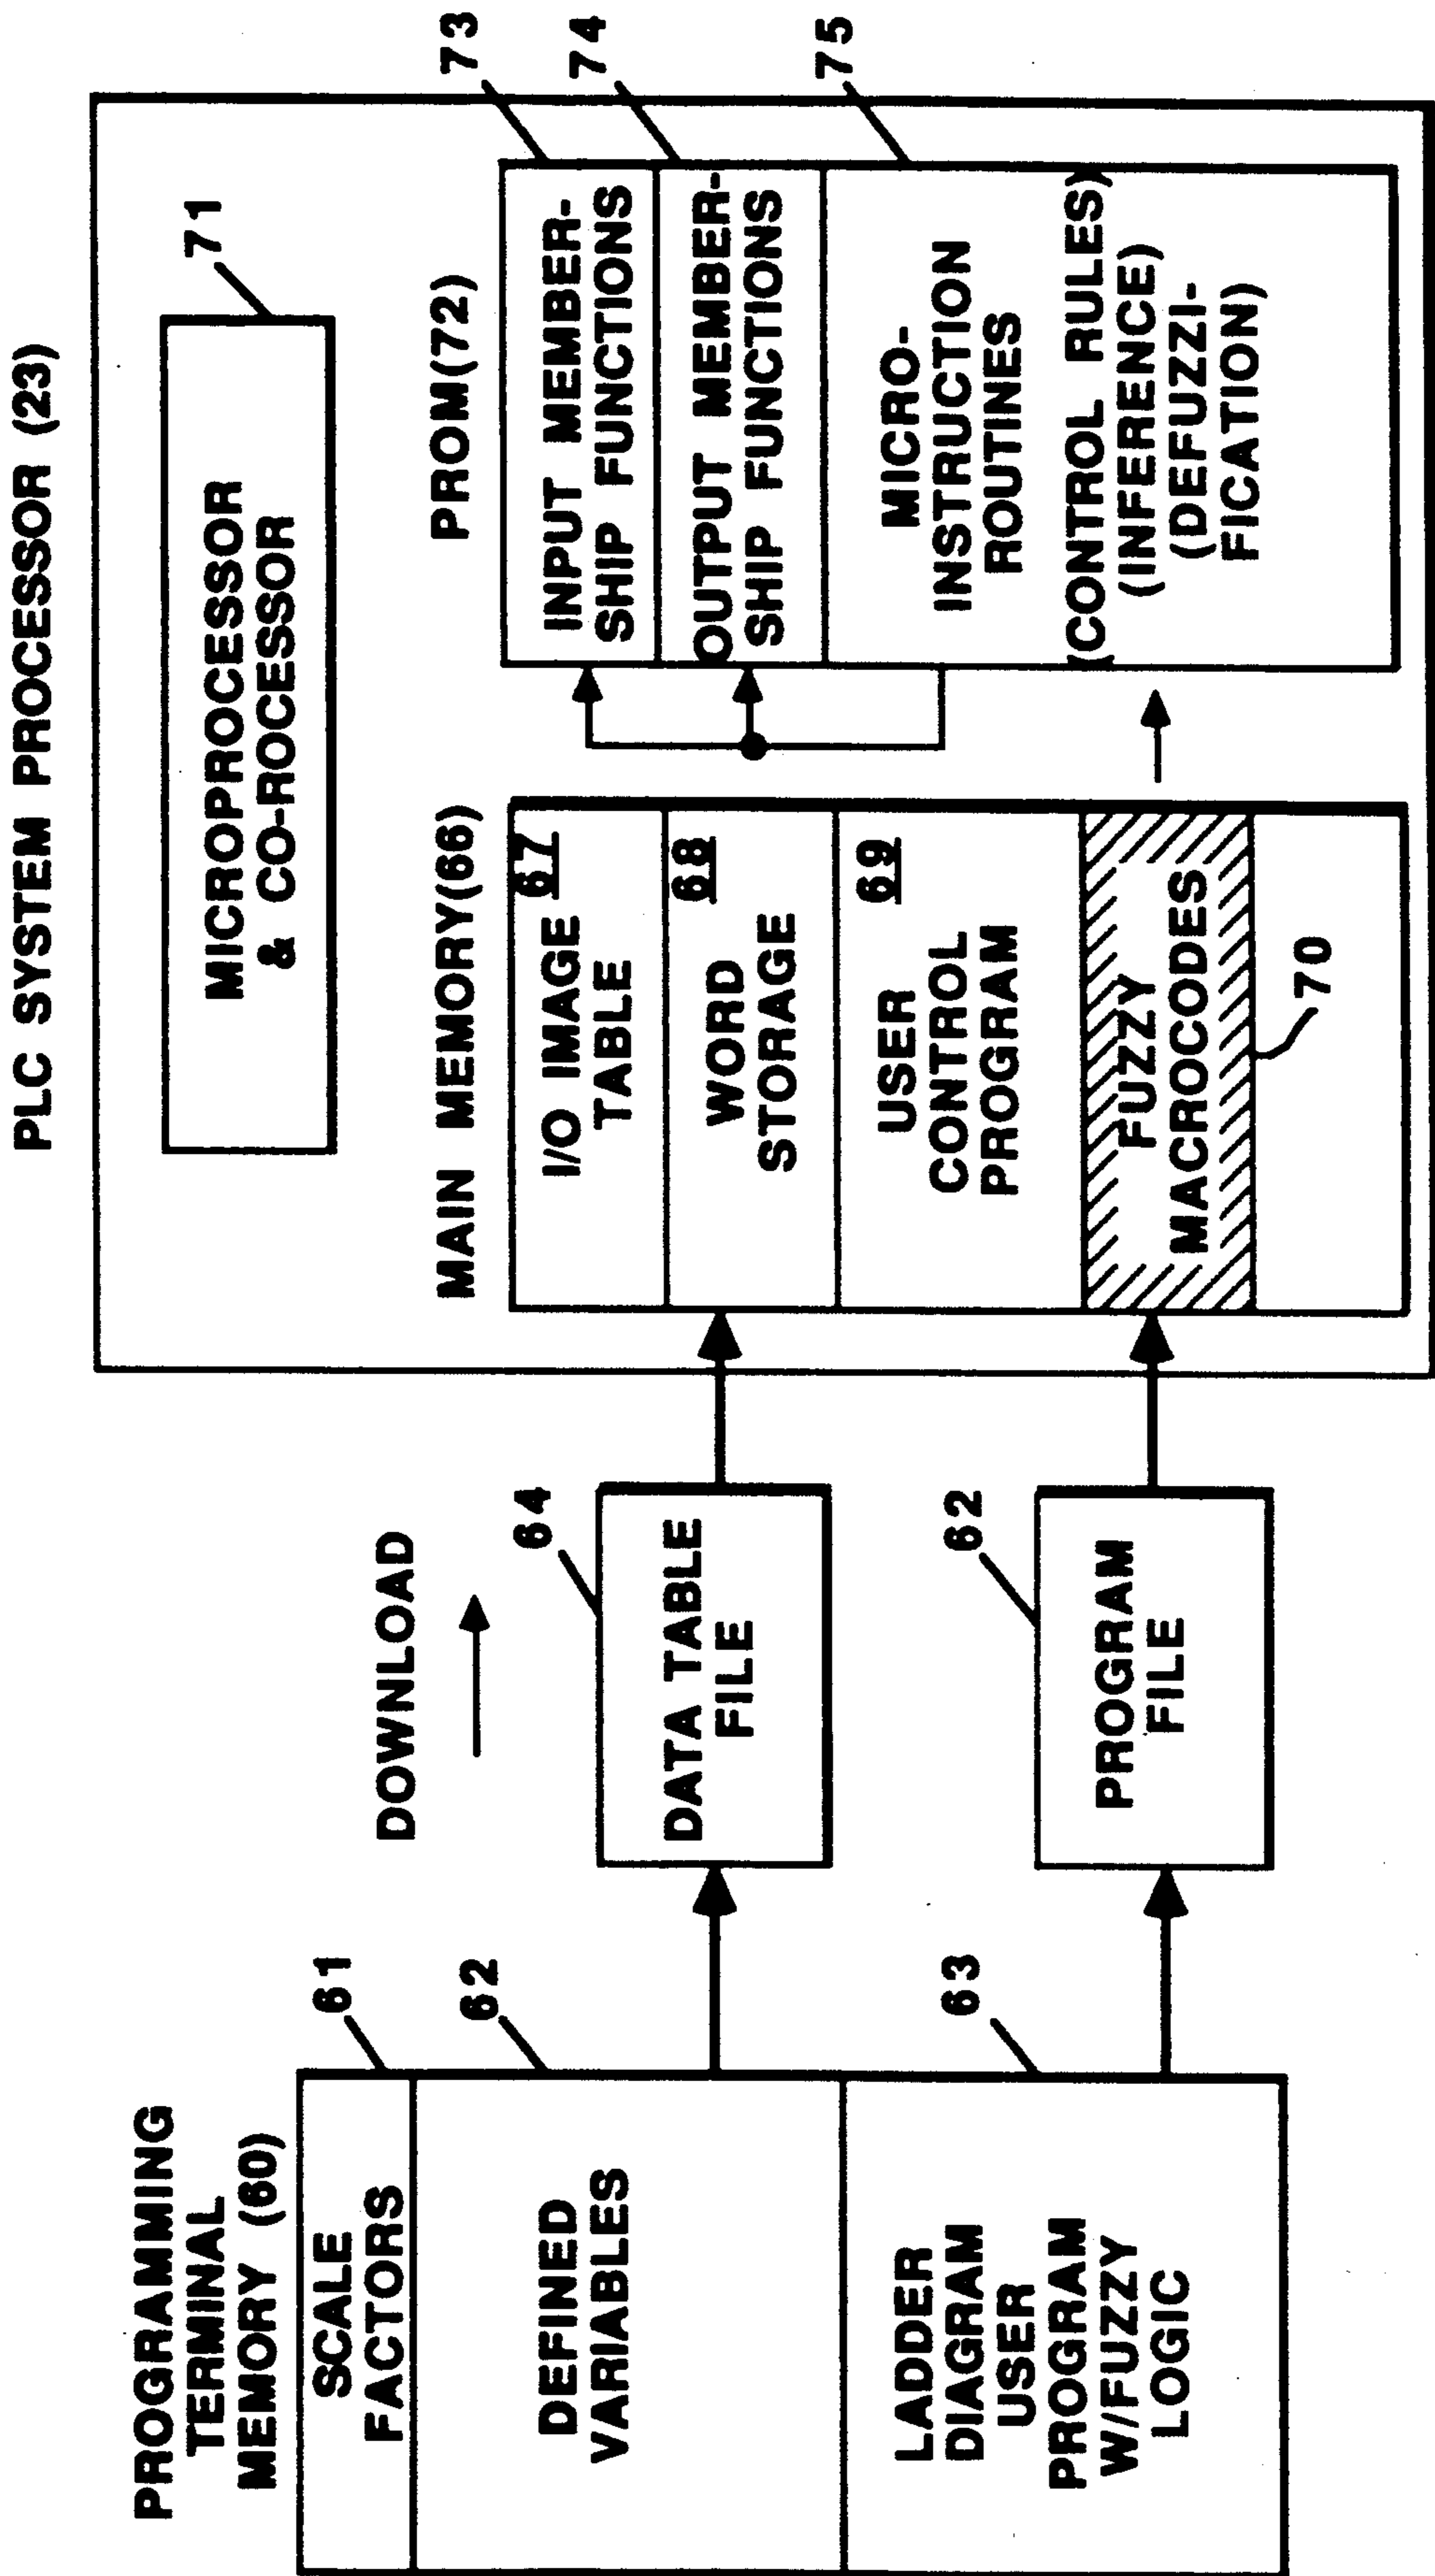 PLC SYSTEM PROCESSOR (23)
MICROPROCESSOR
& CO-ROCESSOR
71
PROGRAMMING
TERMINAL
MEMORY (60)
SCALE
FACTORS
61
DEFINED
VARIABLES
62
LADDER
DIAGRAM
USER
PROGRAM
W/FUZZY
LOGIC
63
DOWNLOAD
DATA TABLE
FILE
64
PROGRAM
FILE
62
MAIN MEMORY(66)
I/O IMAGE
TABLE
67
WORD
STORAGE
68
USER
CONTROL
PROGRAM
69
FUZZY
MACROCODES
70
PROM(72)
INPUT MEMBER-
SHIP FUNCTIONS
73
OUTPUT MEMBER-
SHIP FUNCTIONS
74
MICRO-
INSTRUCTION
ROUTINES
(CONTROL RULES)
(INFERENCE)
(DEFUZZI-
FICATION)
75